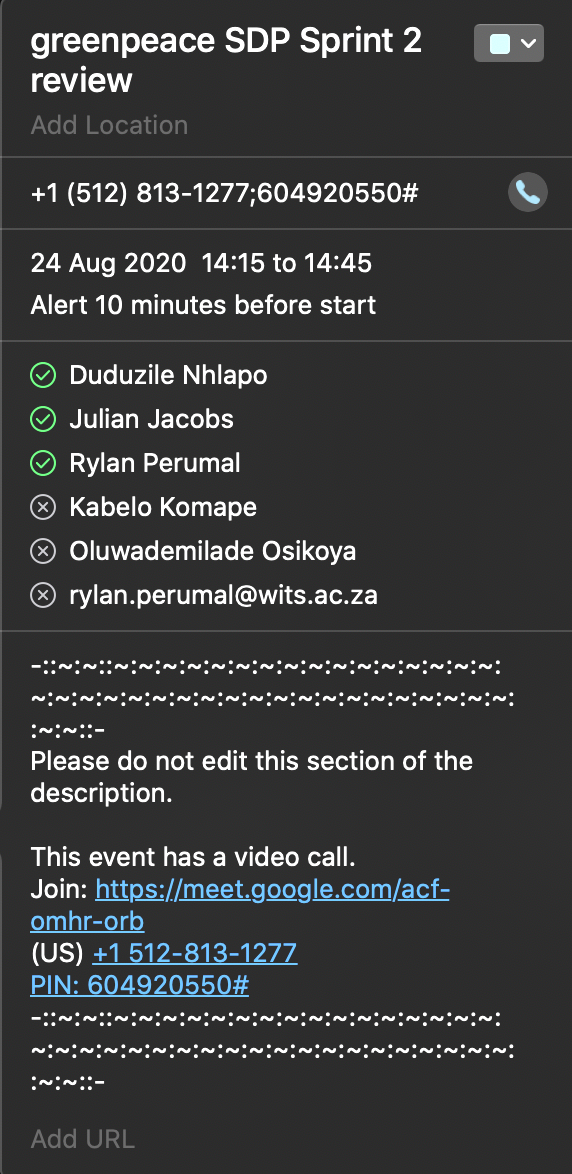 greenpeace SDP Sprint 2
review
Add Location
+1 (512) 813-1277;604920550#
24 Aug 2020  14:15 to 14:45
Alert 10 minutes before start
Duduzile Nhlapo
Julian Jacobs
Rylan Perumal
Kabelo Komape
Oluwademilade Osikoya
rylan.perumal@wits.ac.za
-::~:~::~:~:~:~:~:~:~:~:~:~:~:~:~:~:~:~:~:
~:~:~:~:~:~:~:~:~:~:~:~:~:~:~:~:~:~:~:~:
:~:~::-
Please do not edit this section of the
description.
This event has a video call.
Join: https://meet.google.com/acf-
omhr-orb
(US) +1 512-813-1277
PIN: 604920550#
-::~:~::~:~:~:~:~:~:~:~:~:~:~:~:~:~:~:~:~:
~:~:~:~:~:~:~:~:~:~:~:~:~:~:~:~:~:~:~:~:
:~:~::-
Add URL